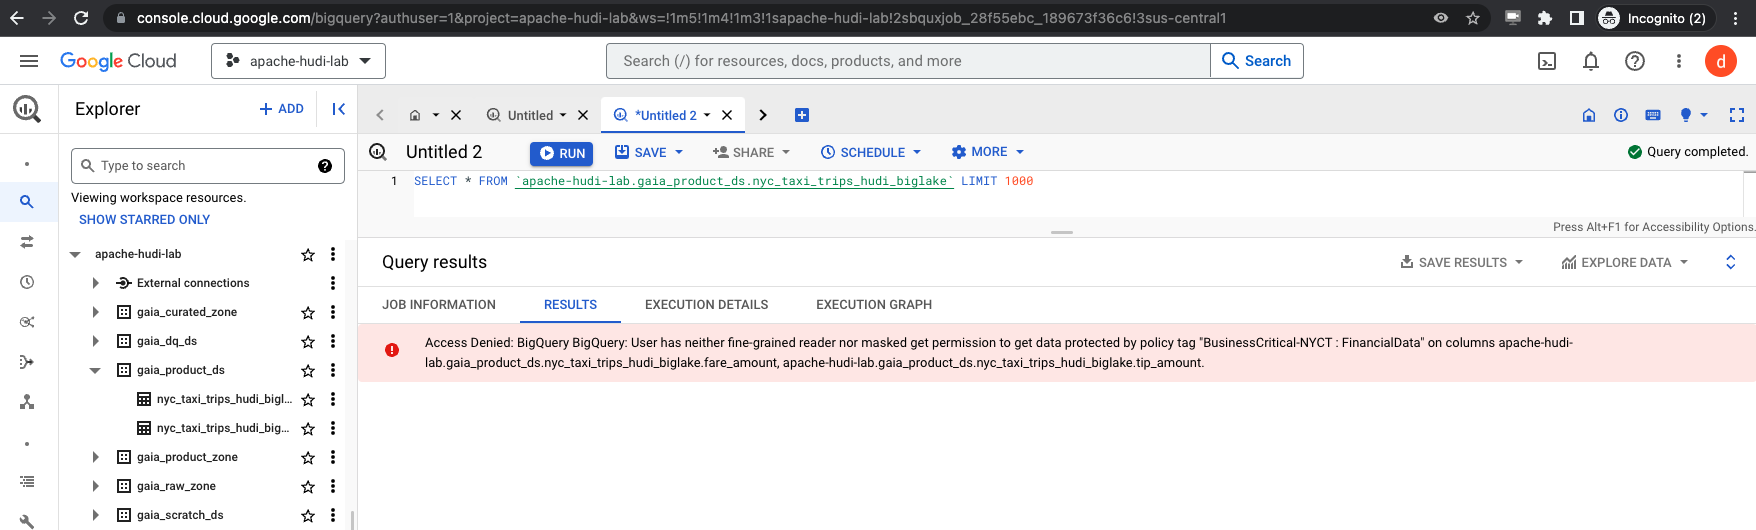 console.cloud.google.com/bigquery?authuser=1&project=apache-hudi-lab&ws=!1m5!1m4!1m3!1sapache-hudi-lab!2sbquxjob_28f55ebc_189673f36c6!3sus-central1
Incognito (2)
Google Cloud
apache-hudi-lab
Search (/) for resources, docs, products, and more
Search
d
Explorer
+ ADD
Untitled
*Untitled 2
Type to search
Viewing workspace resources.
SHOW STARRED ONLY
apache-hudi-lab
External connections
gaia_curated_zone
gaia_dq_ds
gaia_product_ds
nyc_taxi_trips_hudi_bigl...
nyc_taxi_trips_hudi_big...
gaia_product_zone
gaia_raw_zone
gaia_scratch_ds
Untitled 2
RUN
SAVE
SHARE
SCHEDULE
MORE
Query completed.
1 SELECT * FROM `apache-hudi-lab.gaia_product_ds.nyc_taxi_trips_hudi_biglake` LIMIT 1000
Press Alt+F1 for Accessibility Options.
Query results
SAVE RESULTS
EXPLORE DATA
JOB INFORMATION
RESULTS
EXECUTION DETAILS
EXECUTION GRAPH
Access Denied: BigQuery BigQuery: User has neither fine-grained reader nor masked get permission to get data protected by policy tag "BusinessCritical-NYCT : FinancialData" on columns apache-hudi-
lab.gaia_product_ds.nyc_taxi_trips_hudi_biglake.fare_amount, apache-hudi-lab.gaia_product_ds.nyc_taxi_trips_hudi_biglake.tip_amount.